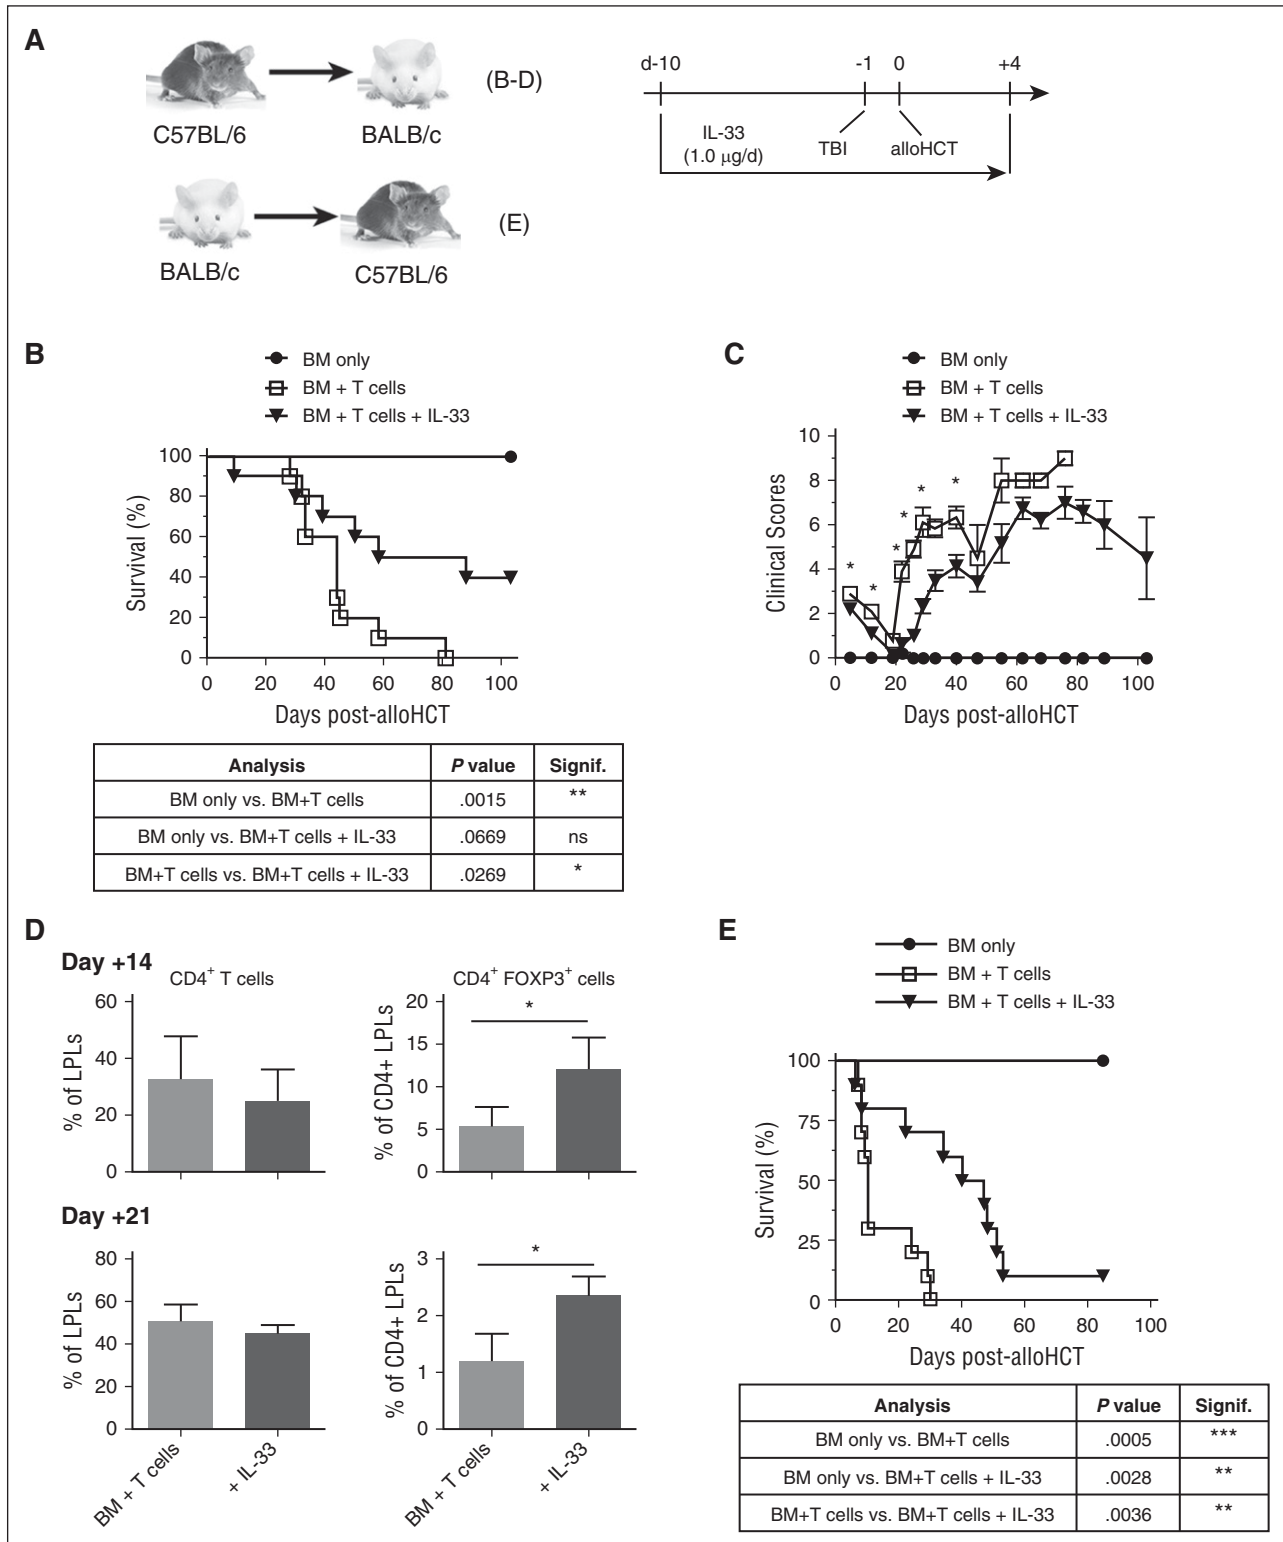 A
C57BL/6
BALB/c
(B-D)
BALB/c
C57BL/6
(E)
d-10
-1
0
+4
IL-33
(1.0 μg/d)
TBI
alloHCT
B
BM only
BM + T cells
BM + T cells + IL-33
Survival (%)
100
80
60
40
20
0
0 20 40 60 80 100
Days post-alloHCT
Analysis P value Signif.
BM only vs. BM+T cells .0015 **
BM only vs. BM+T cells + IL-33 .0669 ns
BM+T cells vs. BM+T cells + IL-33 .0269 *
C
BM only
BM + T cells
BM + T cells + IL-33
Clinical Scores
10
8
6
4
2
0
* * * * * *
0 20 40 60 80 100
Days post-alloHCT
D
Day +14
CD4+ T cells
% of LPLs
60
40
20
0
CD4+ FOXP3+ cells
% of CD4+ LPLs
20
15
10
5
0
*
Day +21
% of LPLs
80
60
40
20
0
BM + T cells
+ IL-33
% of CD4+ LPLs
3
2
1
0
*
BM + T cells
+ IL-33
E
BM only
BM + T cells
BM + T cells + IL-33
Survival (%)
100
75
50
25
0
0 20 40 60 80 100
Days post-alloHCT
Analysis P value Signif.
BM only vs. BM+T cells .0005 ***
BM only vs. BM+T cells + IL-33 .0028 **
BM+T cells vs. BM+T cells + IL-33 .0036 **